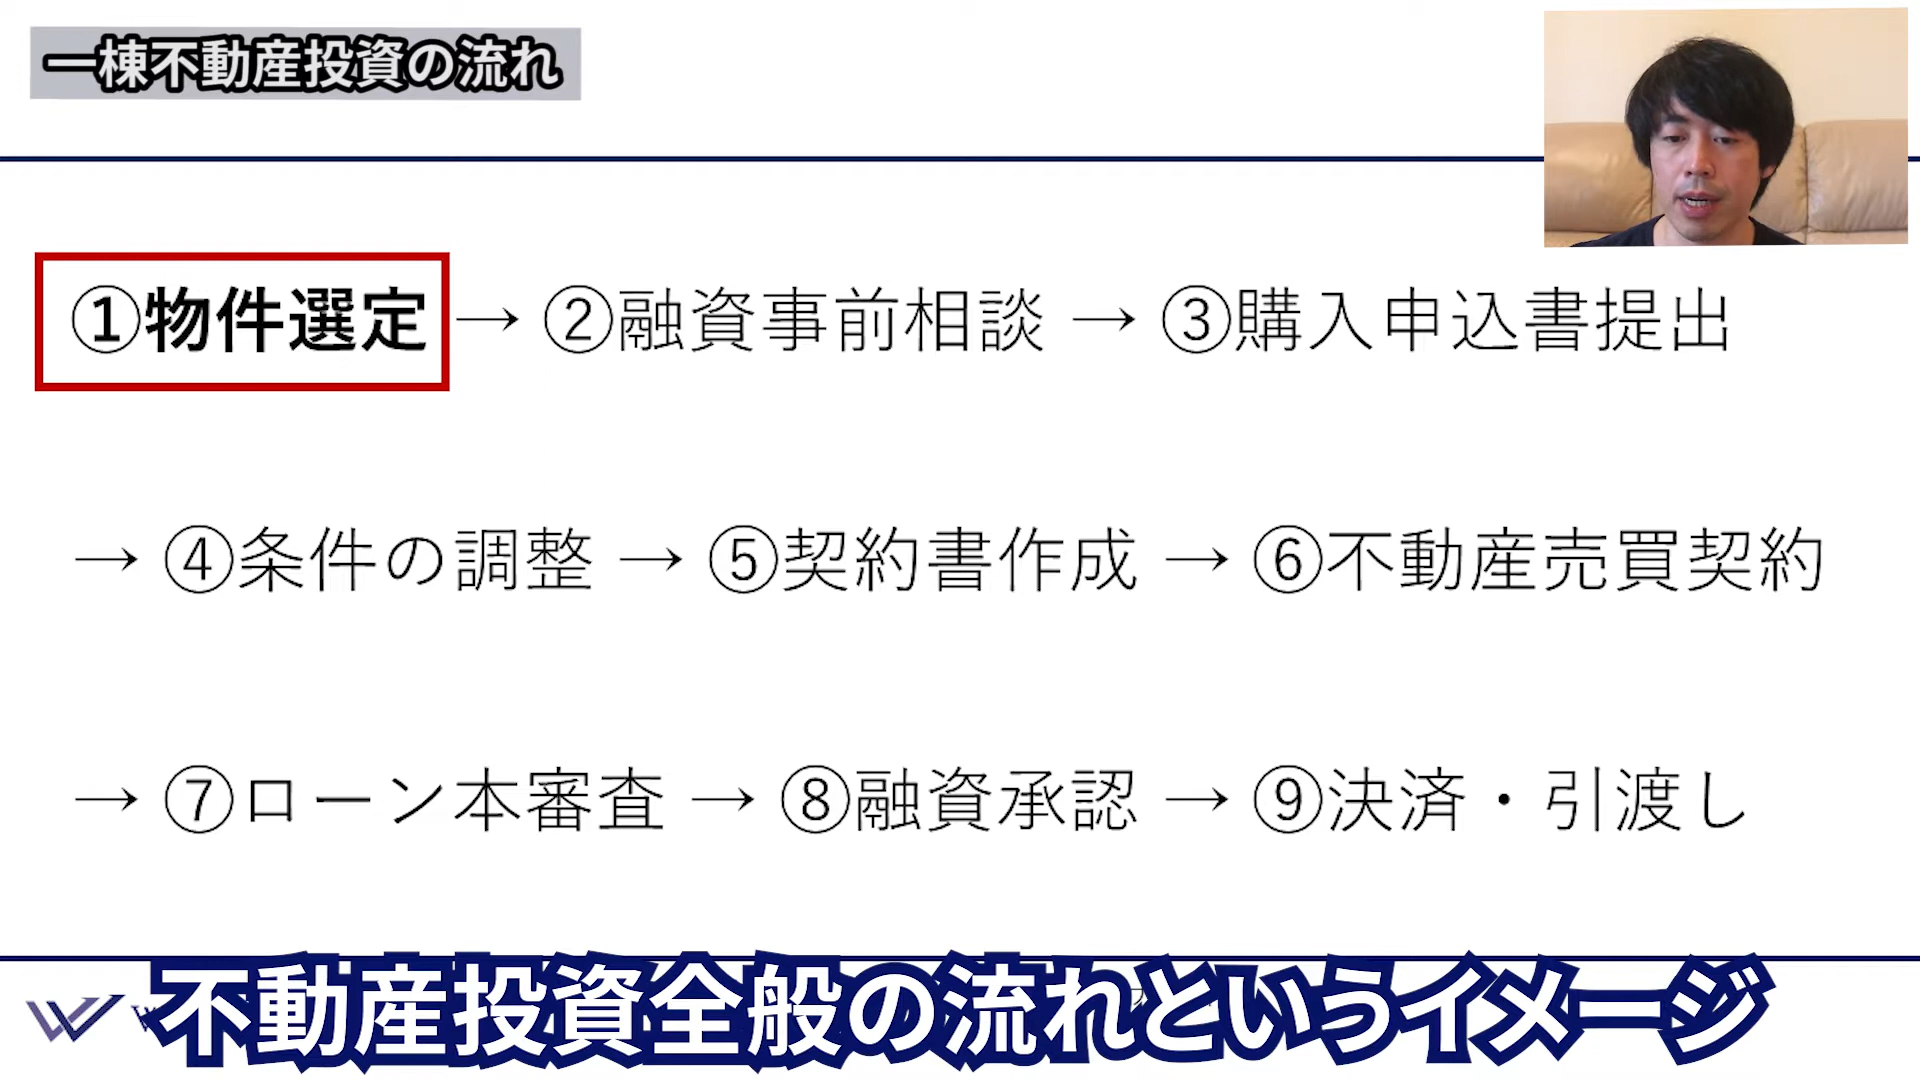 一棟不動産投資の流れ
①物件選定 → ②融資事前相談 → ③購入申込書提出
→ ④条件の調整 → ⑤契約書作成 → ⑥不動産売買契約
→ ⑦ローン本審査 → ⑧融資承認 → ⑨決済・引渡し
不動産投資全般の流れというイメージ